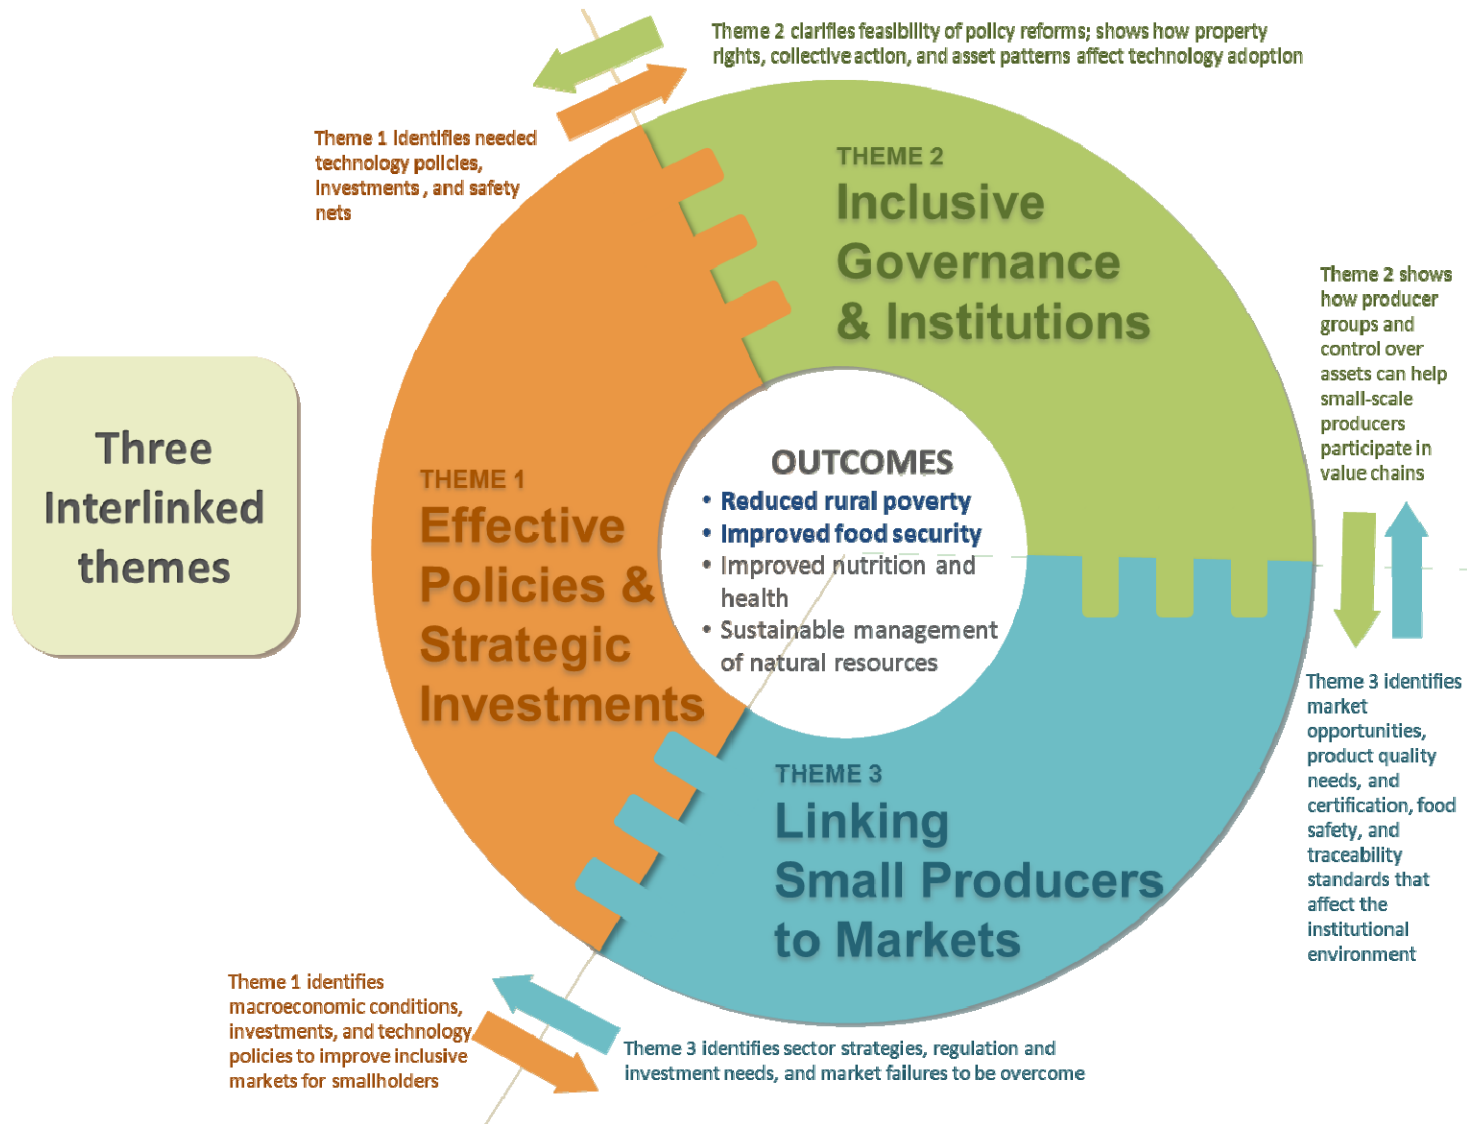 Theme 2 clarifies feasibility of policy reforms; shows how property
rights, collective action, and asset patterns affect technology adoption
Theme 1 identifies needed
technology policies,
investments , and safety
nets
THEME 2
Inclusive
Governance
& Institutions
Theme 2 shows
how producer
groups and
control over
assets can help
small-scale
producers
participate in
value chains
Three
Interlinked
themes
THEME 1
Effective
Policies &
Strategic
Investments
OUTCOMES
• Reduced rural poverty
• Improved food security
• Improved nutrition and
health
• Sustainable management
of natural resources
THEME 3
Linking
Small Producers
to Markets
Theme 3 identifies
market
opportunities,
product quality
needs, and
certification, food
safety, and
traceability
standards that
affect the
institutional
environment
Theme 1 identifies
macroeconomic conditions,
investments, and technology
policies to improve inclusive
markets for smallholders
Theme 3 identifies sector strategies, regulation and
investment needs, and market failures to be overcome